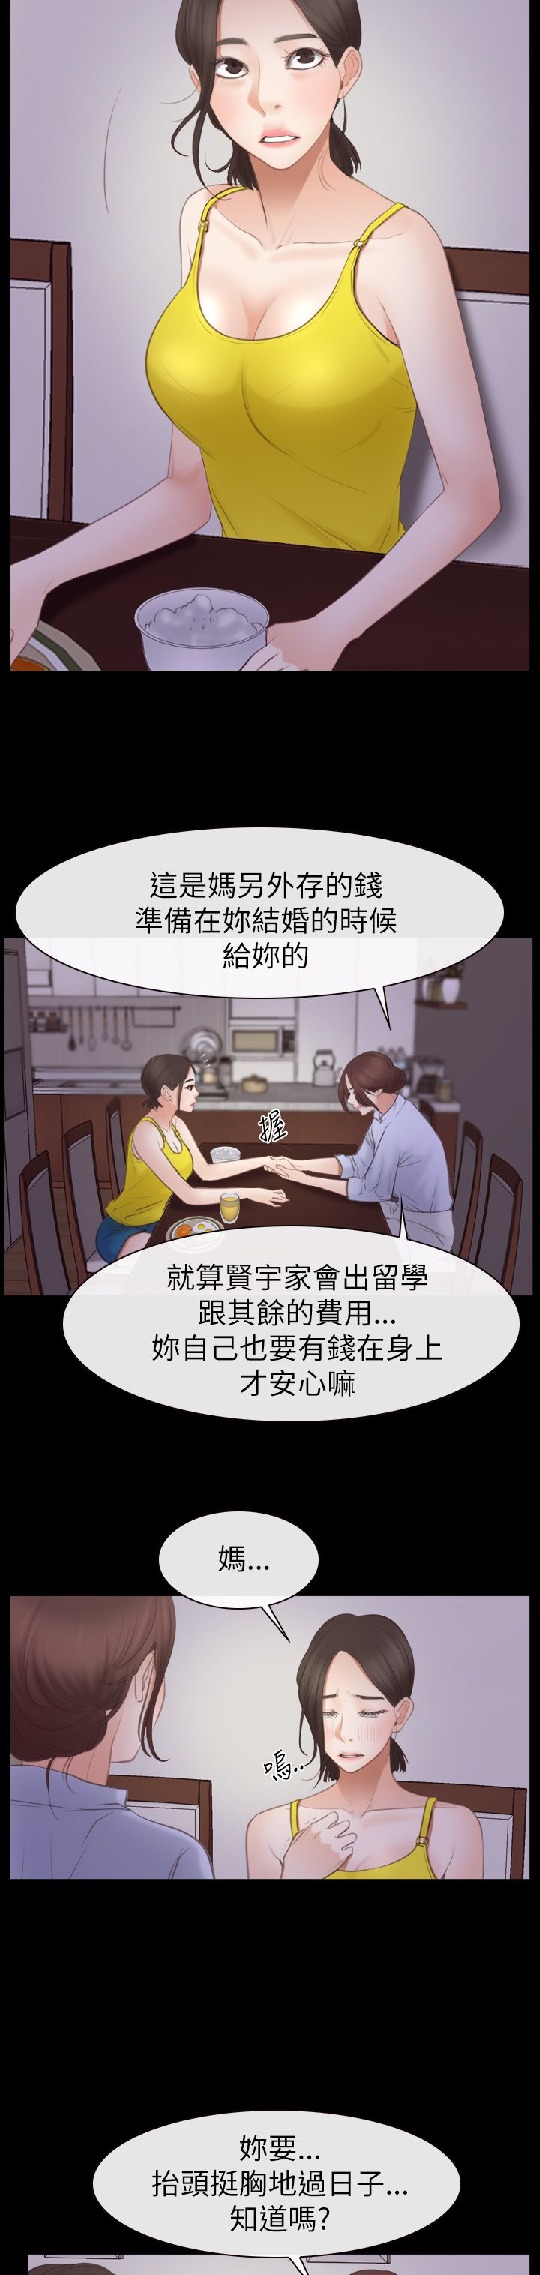 這是媽另外存的錢
準備在妳結婚的時候
給妳的
握
就算賢宇家會出留學
跟其餘的費用...
妳自己也要有錢在身上
才安心嘛
媽...
嗚...
妳要...
抬頭挺胸地過日子...
知道嗎?